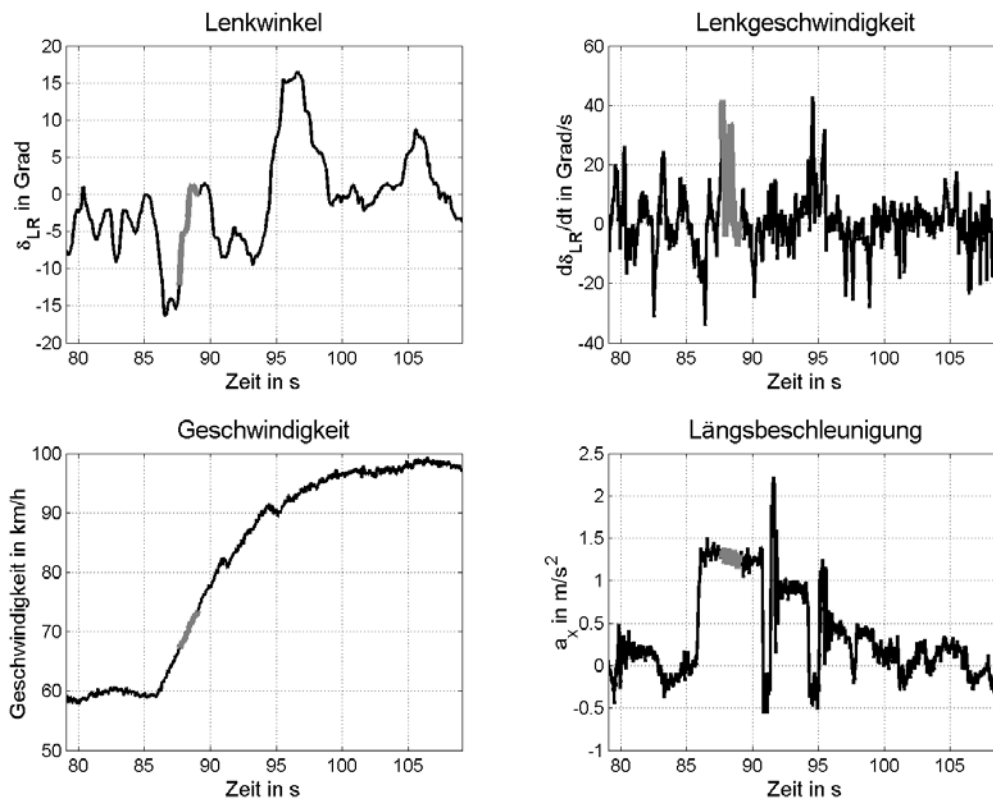 Lenkwinkel
20
15
10
5
0
-5
-10
-15
-20
δLR in Grad
80 85 90 95 100 105
Zeit in s
Lenkgeschwindigkeit
60
40
20
0
-20
-40
dδLR/dt in Grad/s
80 85 90 95 100 105
Zeit in s
Geschwindigkeit
100
90
80
70
60
50
Geschwindigkeit in km/h
80 85 90 95 100 105
Zeit in s
Längsbeschleunigung
2.5
2
1.5
1
0.5
0
-0.5
-1
ax in m/s²
80 85 90 95 100 105
Zeit in s